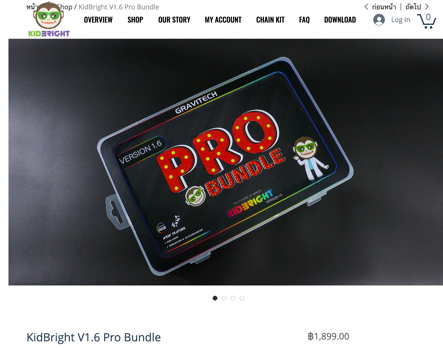 หน้า Shop / KidBright V1.6 Pro Bundle
ก่อนหน้า | ถัดไป
KIDBRIGHT
OVERVIEW SHOP OUR STORY MY ACCOUNT CHAIN KIT FAQ DOWNLOAD
Log In 0
GRAVITECH
VERSION 1.6
PRO
BUNDLE
KIDBRIGHT
KidBright V1.6 Pro Bundle
฿1,899.00